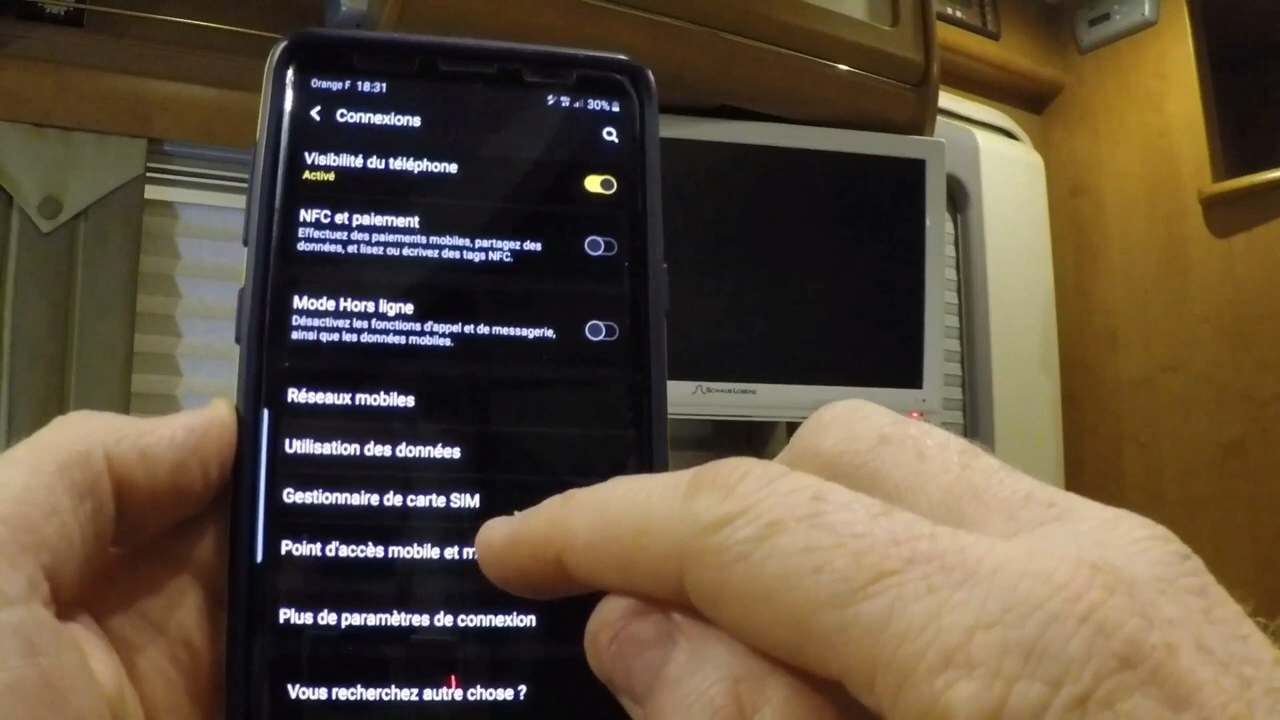 Orange F 18:31
30%
Connexions
Visibilité du téléphone
Activé
NFC et paiement
Effectuez des paiements mobiles, partagez des
données, et lisez ou écrivez des tags NFC.
Mode Hors ligne
Désactivez les fonctions d'appel et de messagerie,
ainsi que les données mobiles.
Réseaux mobiles
Utilisation des données
Gestionnaire de carte SIM
Point d'accès mobile et m
Plus de paramètres de connexion
Vous recherchez autre chose ?
SCHAUB LORENZ